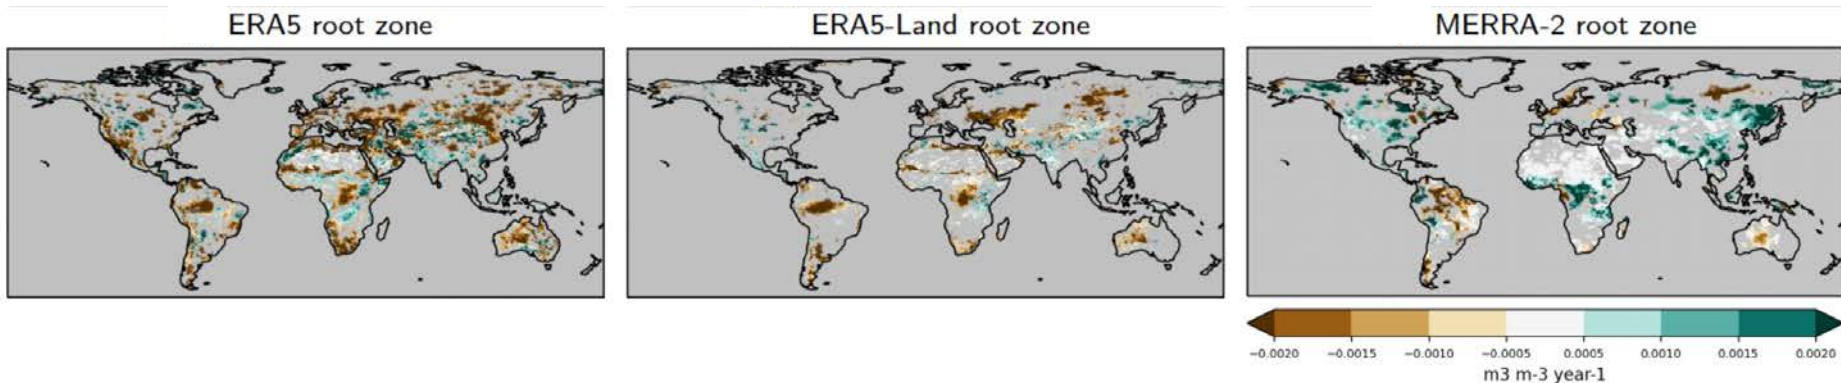 ERA5 root zone
ERA5-Land root zone
MERRA-2 root zone
−0.0020 −0.0015 −0.0010 −0.0005 0.0005 0.0010 0.0015 0.0020
m3 m-3 year-1